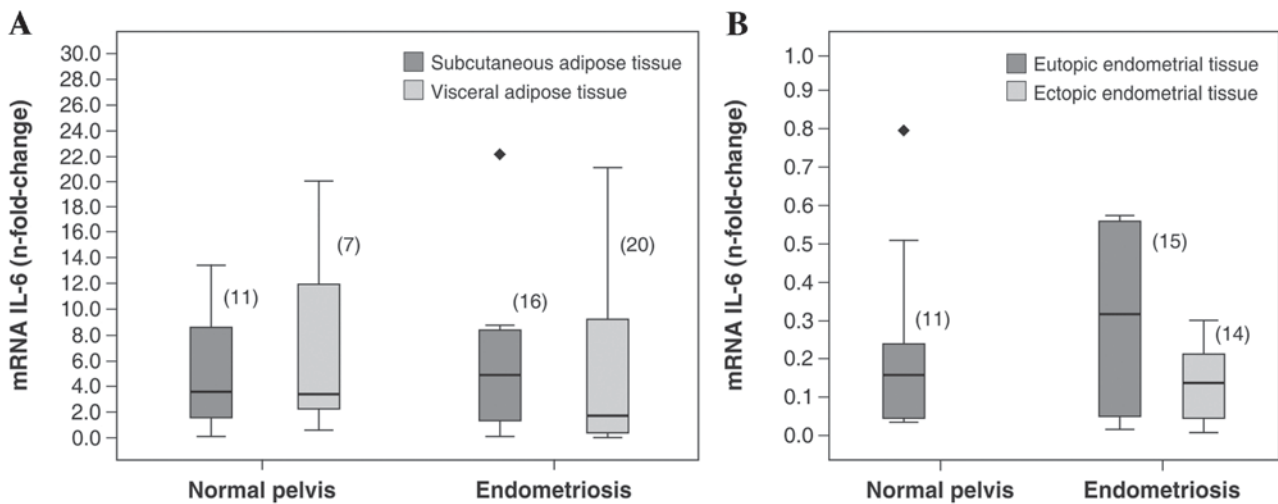 A
mRNA IL-6 (n-fold-change)
30.0
28.0
26.0
24.0
22.0
20.0
18.0
16.0
14.0
12.0
10.0
8.0
6.0
4.0
2.0
0.0
Subcutaneous adipose tissue
Visceral adipose tissue
(11)
(7)
(16)
(20)
Normal pelvis
Endometriosis
B
mRNA IL-6 (n-fold-change)
1.0
0.9
0.8
0.7
0.6
0.5
0.4
0.3
0.2
0.1
0.0
Eutopic endometrial tissue
Ectopic endometrial tissue
(11)
(15)
(14)
Normal pelvis
Endometriosis